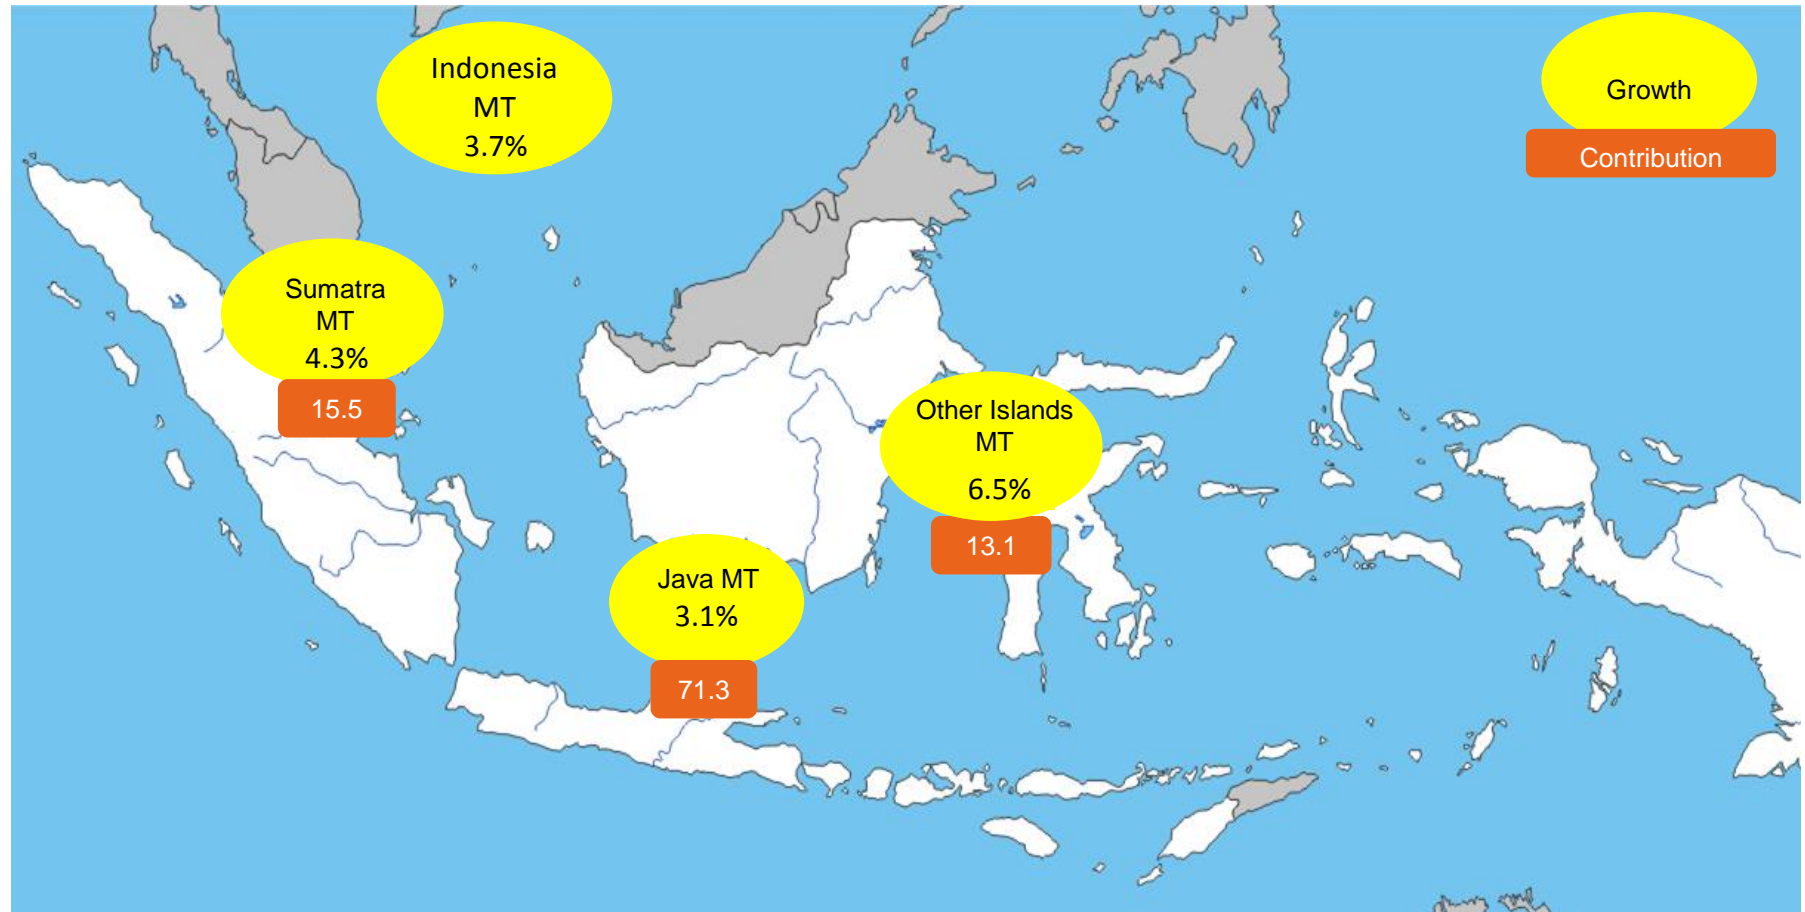 Indonesia
MT
3.7%
Growth
Contribution
Sumatra
MT
4.3%
15.5
Other Islands
MT
6.5%
13.1
Java MT
3.1%
71.3